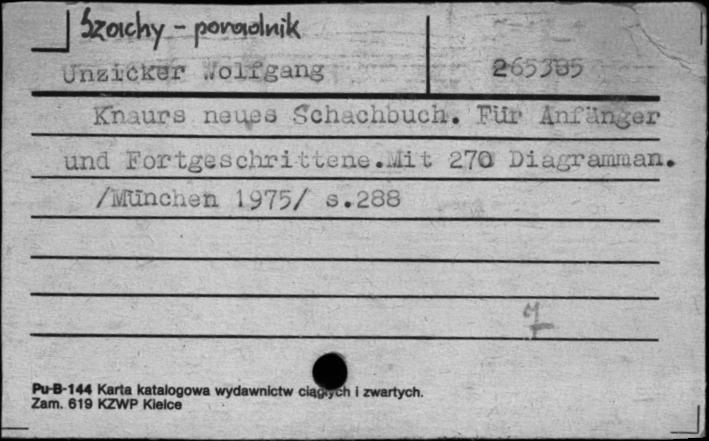 Szachy - poradnik
Unzicker Wolfgang 265385
Knaurs neues Schachbuch. Für Anfänger
und Fortgeschrittene.Mit 270 Diagramman.
/München 1975/ s.288
Pu-B-144 Karta katalogowa wydawnictw ciągłych i zwartych.
Zam. 619 KZWP Kielce